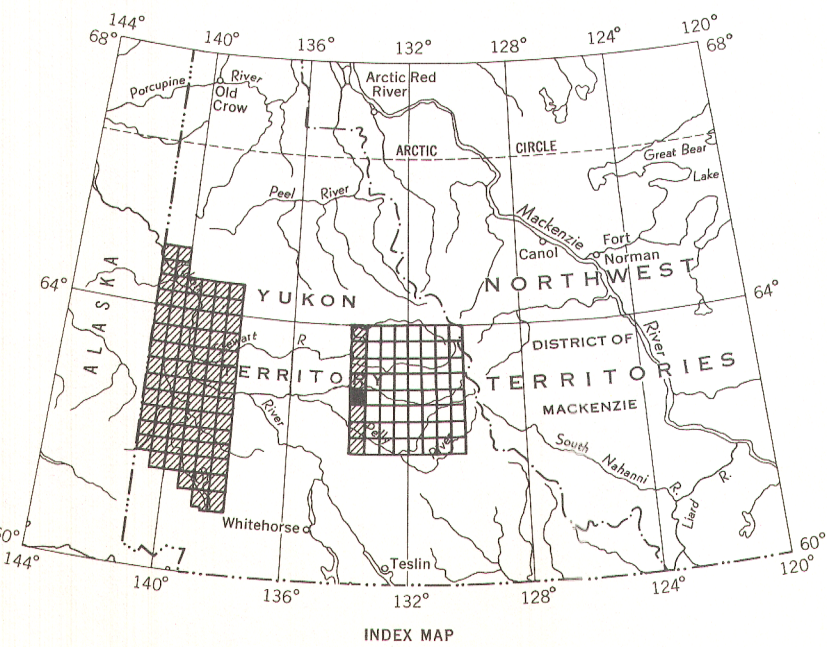 144°
140°
136°
132°
128°
124°
120°
68°
68°
Porcupine River
Old
Crow
Arctic Red
River
ARCTIC CIRCLE
Great Bear
Lake
Peel River
Mackenzie
Canol
Fort
Norman
64°
64°
ALASKA
YUKON
NORTHWEST
R.
TERRITORY
DISTRICT OF
TERRITORIES
MACKENZIE
River
River
Pelly
River
South Nahanni R.
Liard R.
Whitehorse
Teslin
60°
144°
140°
136°
132°
128°
124°
60°
120°
INDEX MAP